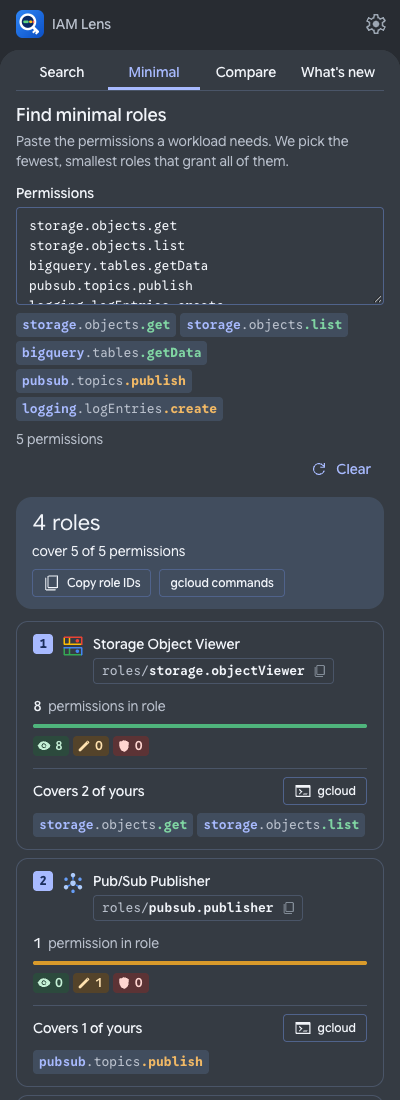 IAM Lens
Search
Minimal
Compare
What's new
Find minimal roles
Paste the permissions a workload needs. We pick the
fewest, smallest roles that grant all of them.
Permissions
storage.objects.get
storage.objects.list
bigquery.tables.getData
pubsub.topics.publish
logging.logEntries.create
storage.objects.get
storage.objects.list
bigquery.tables.getData
pubsub.topics.publish
logging.logEntries.create
5 permissions
Clear
4 roles
cover 5 of 5 permissions
Copy role IDs
gcloud commands
1
Storage Object Viewer
roles/storage.objectViewer
8 permissions in role
8
0
0
Covers 2 of yours
gcloud
storage.objects.get
storage.objects.list
2
Pub/Sub Publisher
roles/pubsub.publisher
1 permission in role
0
1
0
Covers 1 of yours
gcloud
pubsub.topics.publish